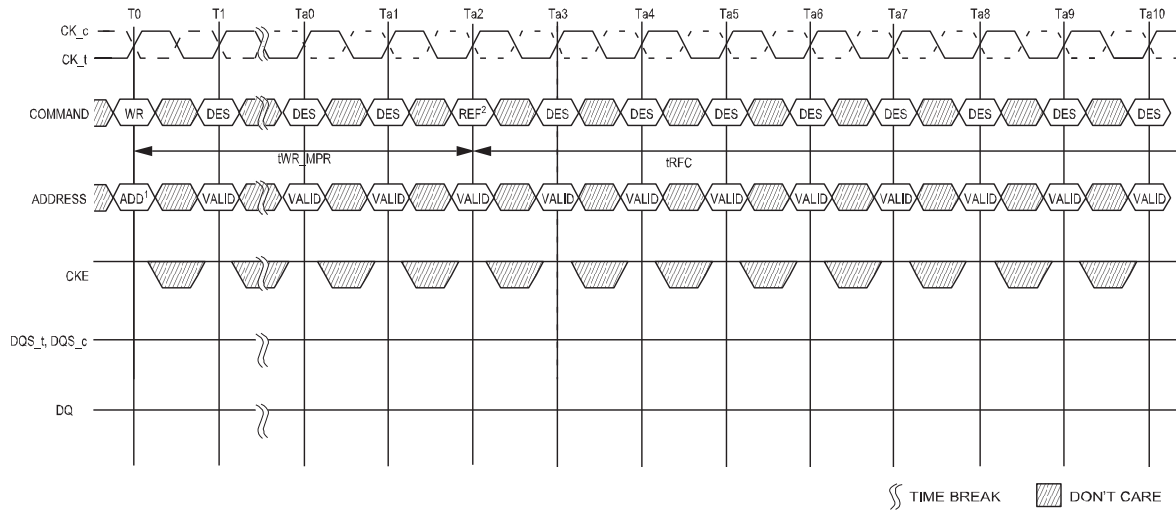 T0 T1 Ta0 Ta1 Ta2 Ta3 Ta4 Ta5 Ta6 Ta7 Ta8 Ta9 Ta10
CK_c
CK_t
COMMAND WR DES DES DES REF² DES DES DES DES DES DES DES DES
tWR_MPR tRFC
ADDRESS ADD¹ VALID VALID VALID VALID VALID VALID VALID VALID VALID VALID VALID VALID
CKE
DQS_t, DQS_c
DQ
TIME BREAK DON'T CARE